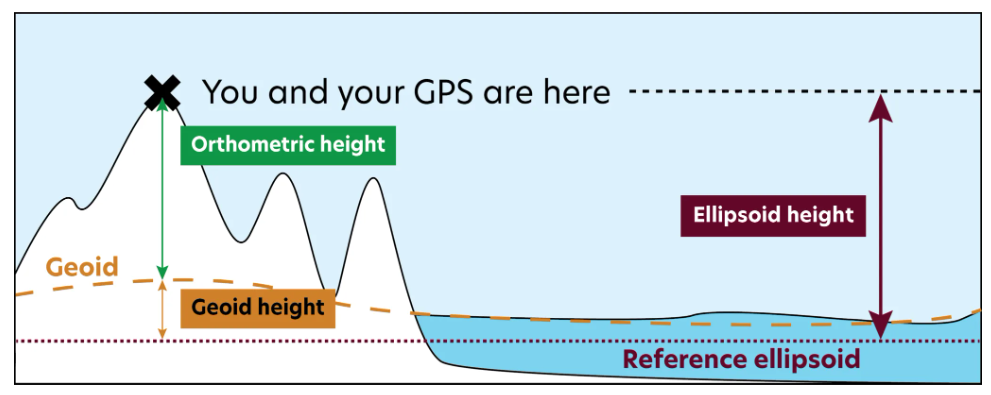 You and your GPS are here
Orthometric height
Ellipsoid height
Geoid
Geoid height
Reference ellipsoid